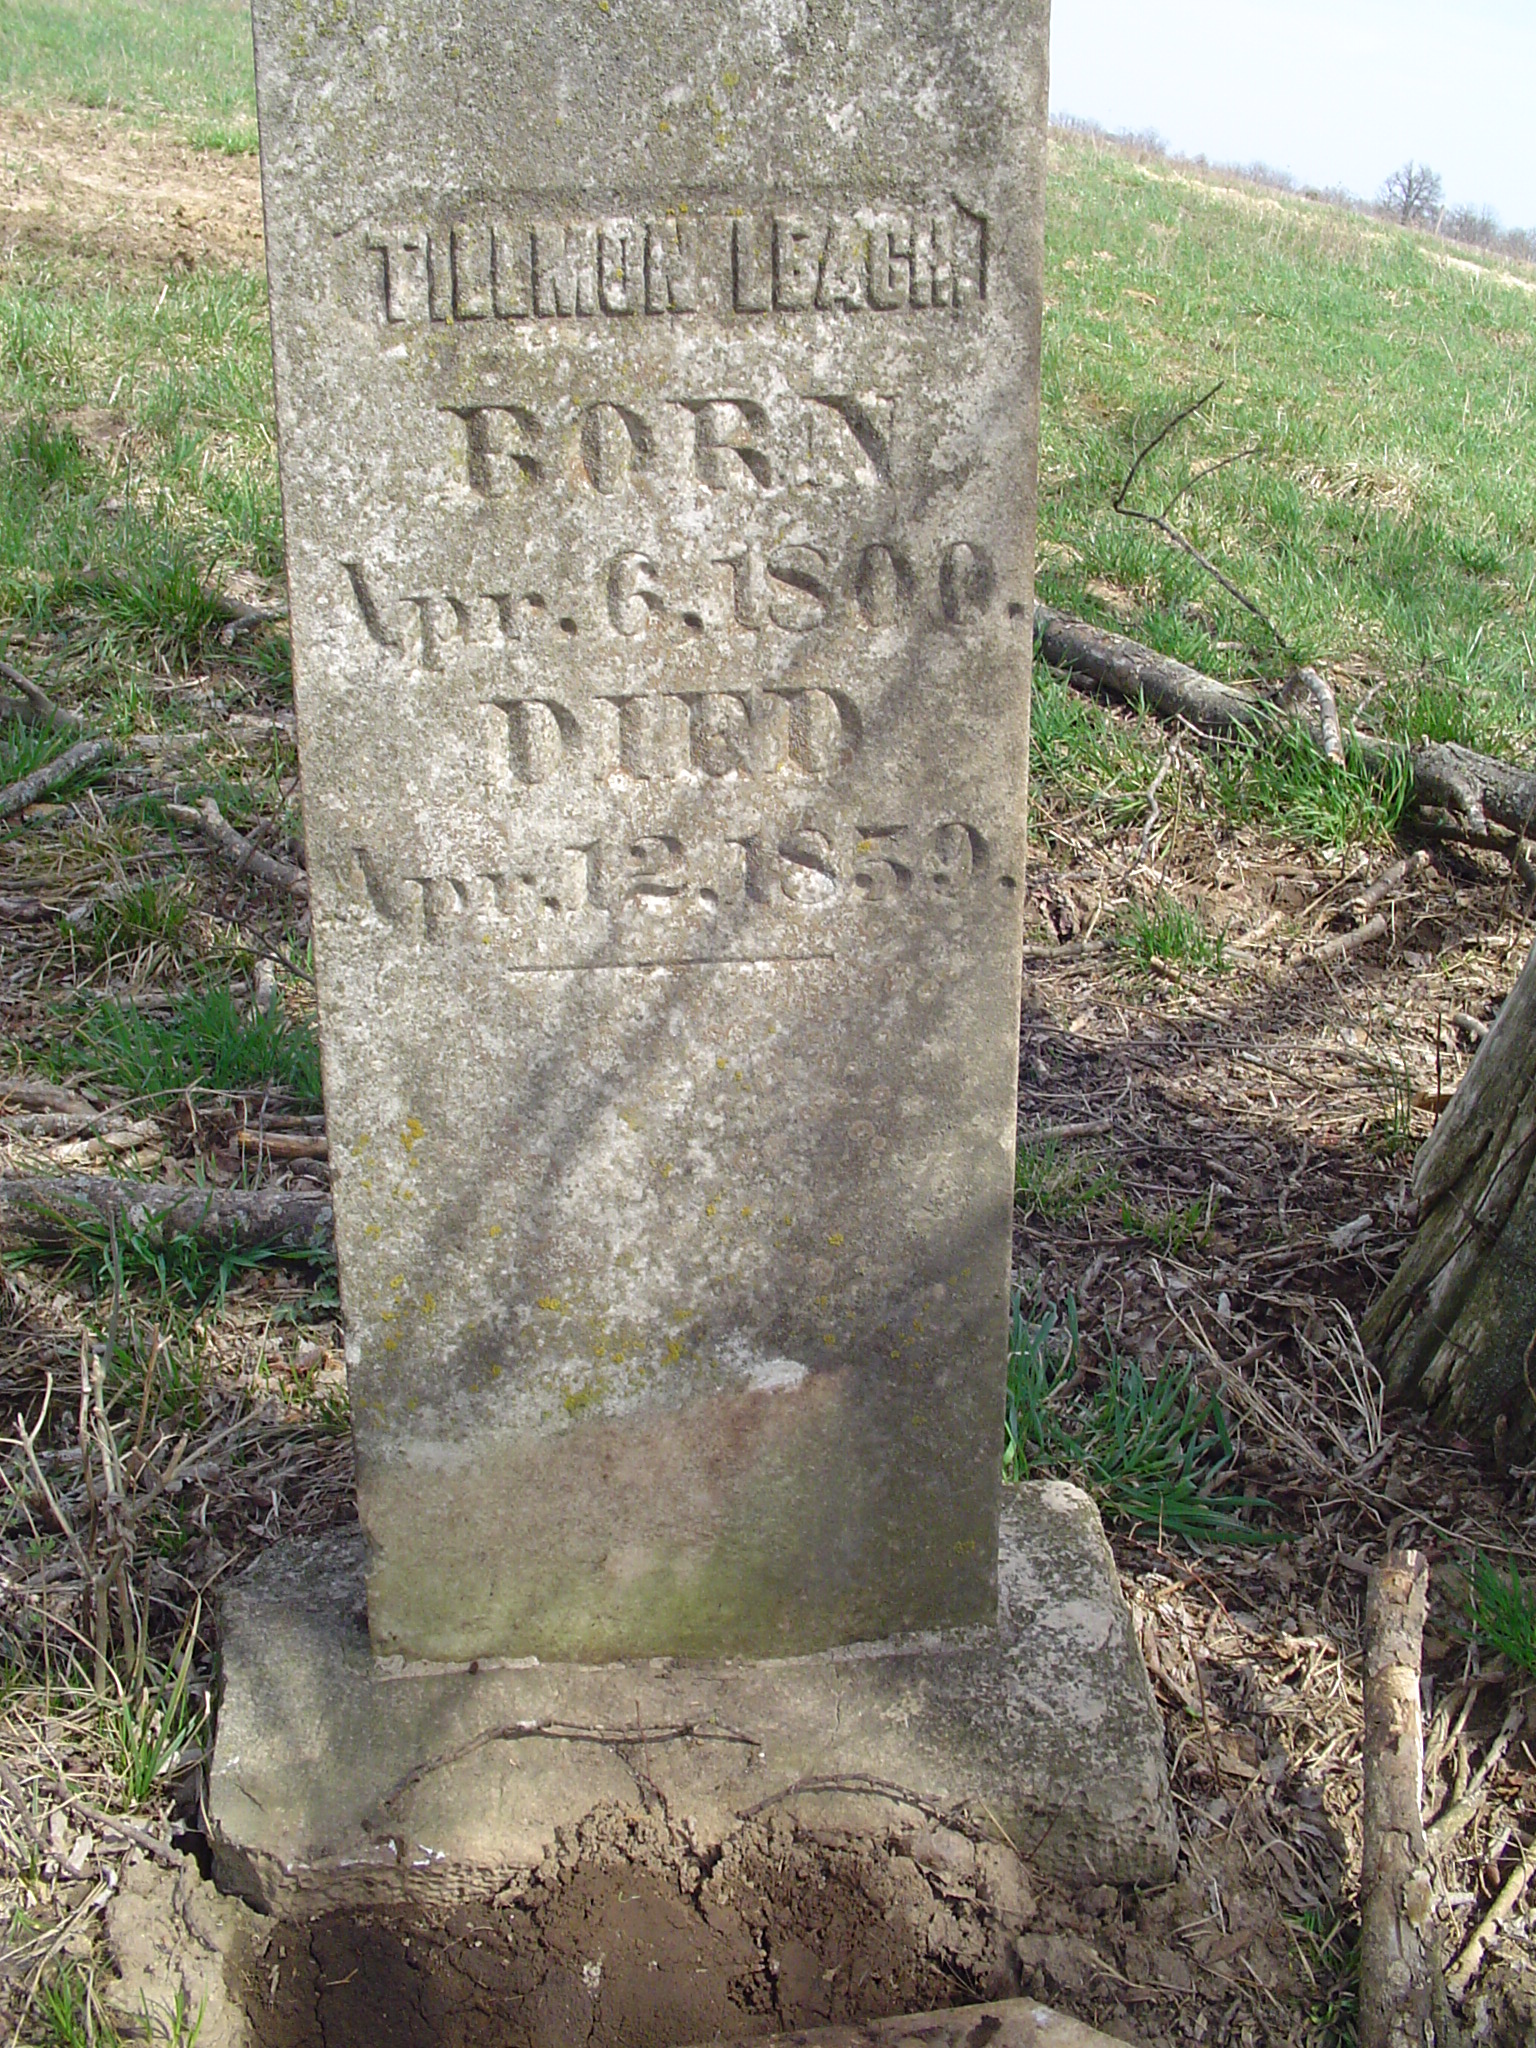 TILLMON LEACH
BORN
Apr. 6. 1800.
DIED
Apr. 12, 1859.